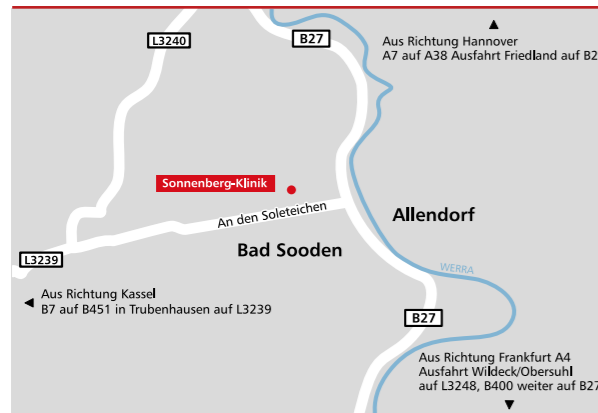 L3240
B27
Aus Richtung Hannover
A7 auf A38 Ausfahrt Friedland auf B2
Sonnenberg-Klinik
An den Soleteichen
Allendorf
Bad Sooden
L3239
WERRA
Aus Richtung Kassel
B7 auf B451 in Trubenhausen auf L3239
B27
Aus Richtung Frankfurt A4
Ausfahrt Wildeck/Obersuhl
auf L3248, B400 weiter auf B27